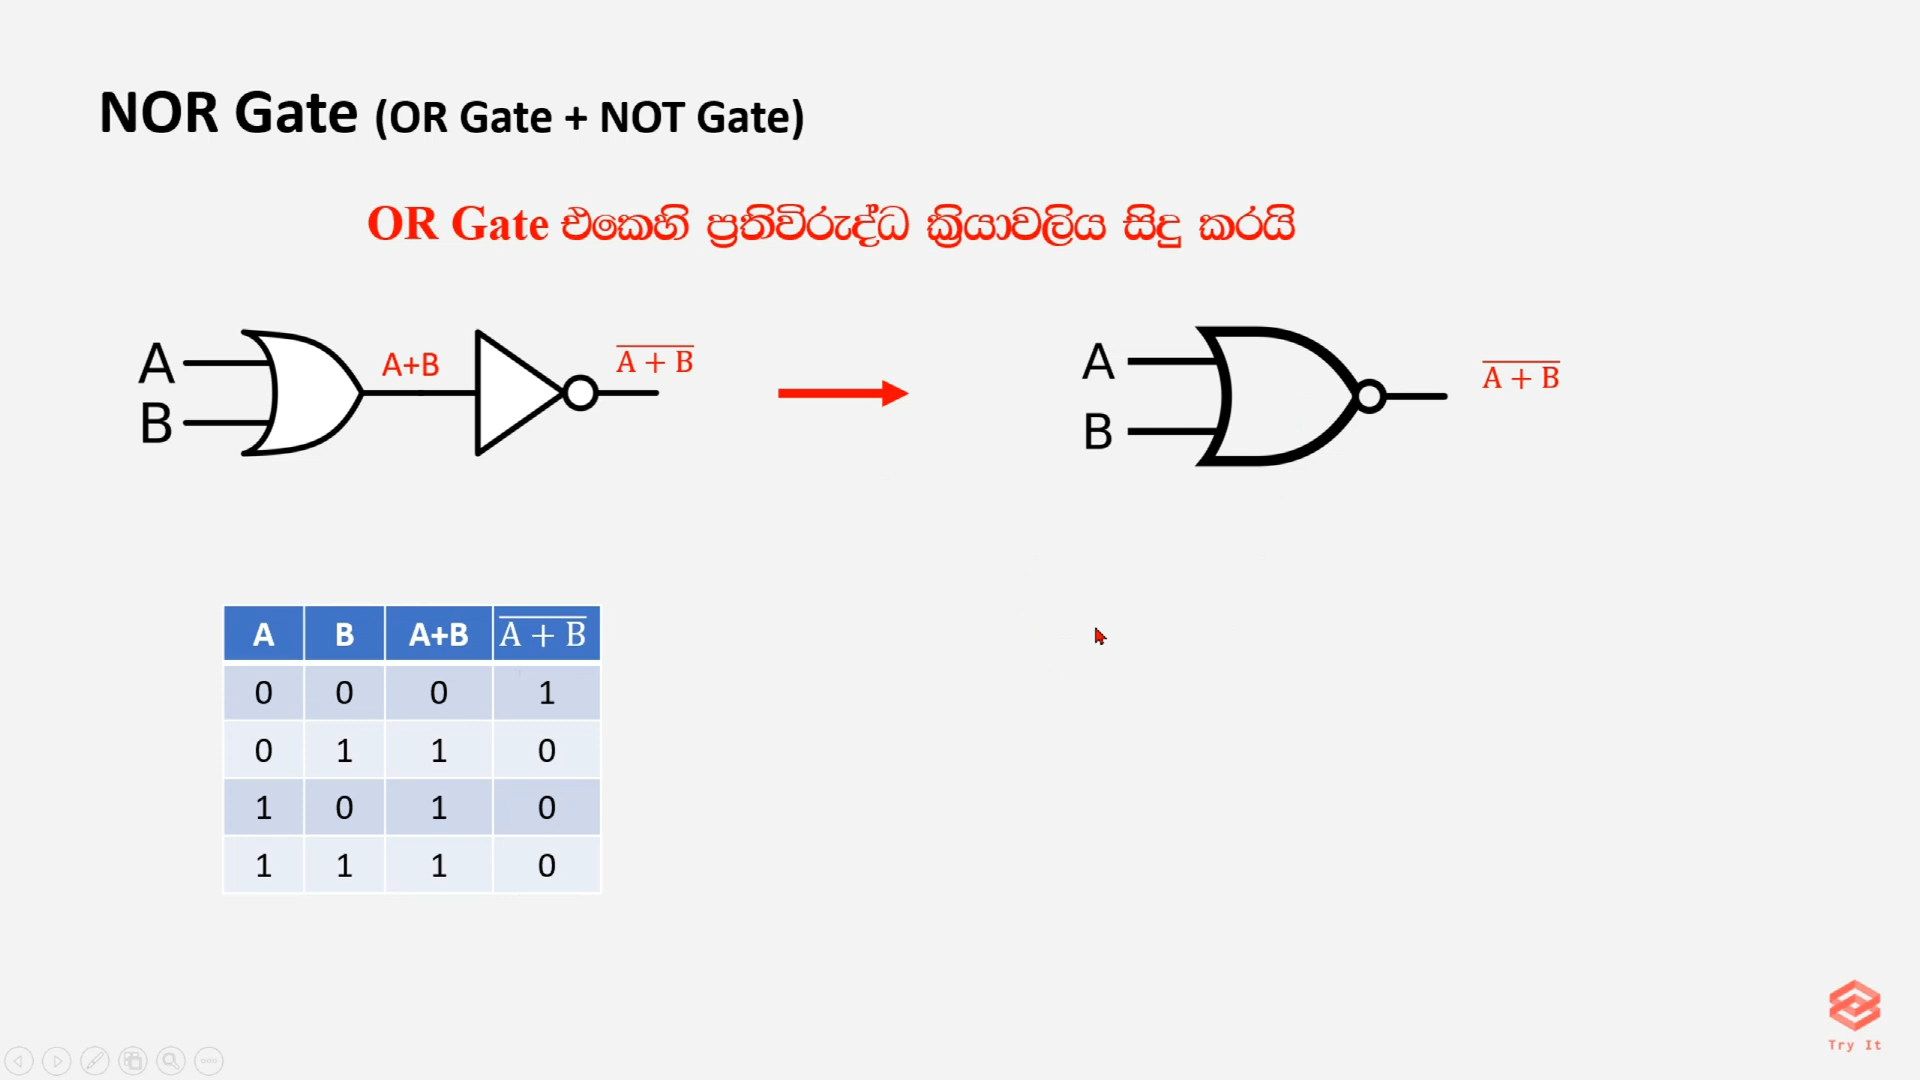 NOR Gate (OR Gate + NOT Gate)
OR Gate එකෙහි ප්‍රතිවිරුද්ධ ක්‍රියාවලිය සිදු කරයි
A
B
A+B
A̅ ̅+̅ ̅B̅
A
B
A̅ ̅+̅ ̅B̅
A B A+B A̅ ̅+̅ ̅B̅
0 0 0 1
0 1 1 0
1 0 1 0
1 1 1 0
Try It